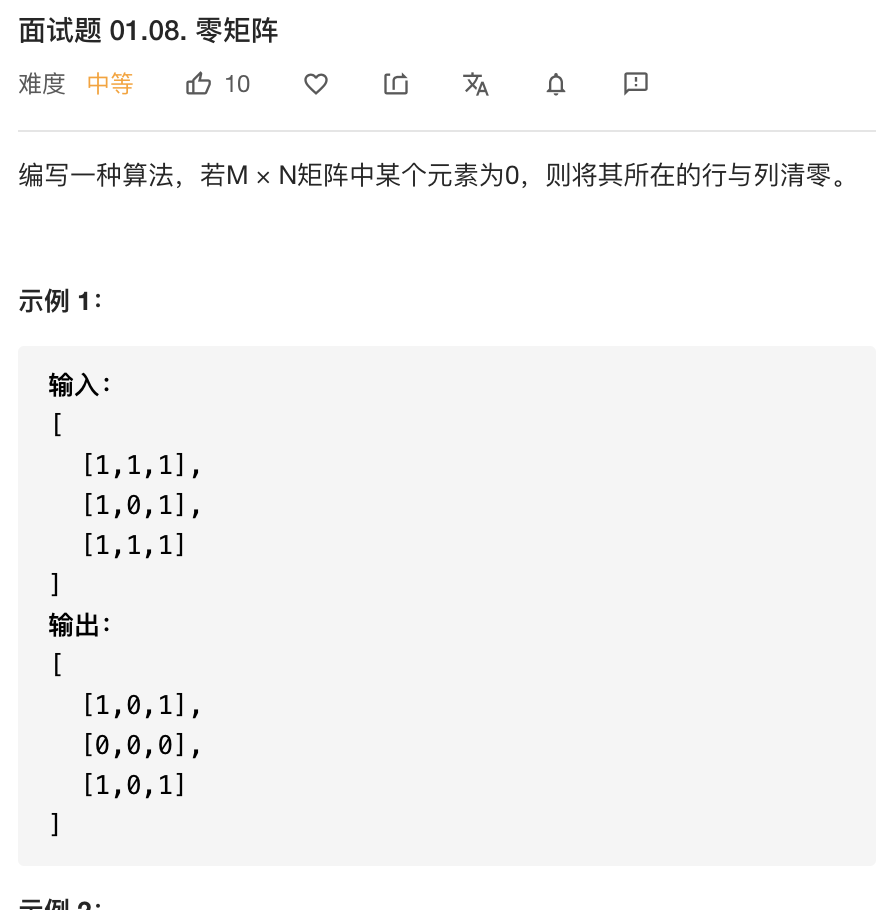 面试题 01.08. 零矩阵
难度 中等 10
编写一种算法，若M × N矩阵中某个元素为0，则将其所在的行与列清零。
示例 1：
输入：
[
  [1,1,1],
  [1,0,1],
  [1,1,1]
]
输出：
[
  [1,0,1],
  [0,0,0],
  [1,0,1]
]
示例 2：